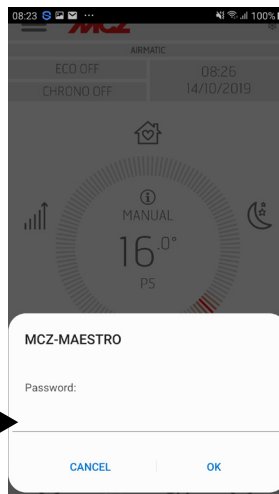 08:23 S ... 100%
MCZ
AIRMATIC
ECO OFF
08:26
CHRONO OFF
14/10/2019
i
MANUAL
16.0°
P5
MCZ-MAESTRO
Password:
CANCEL
OK